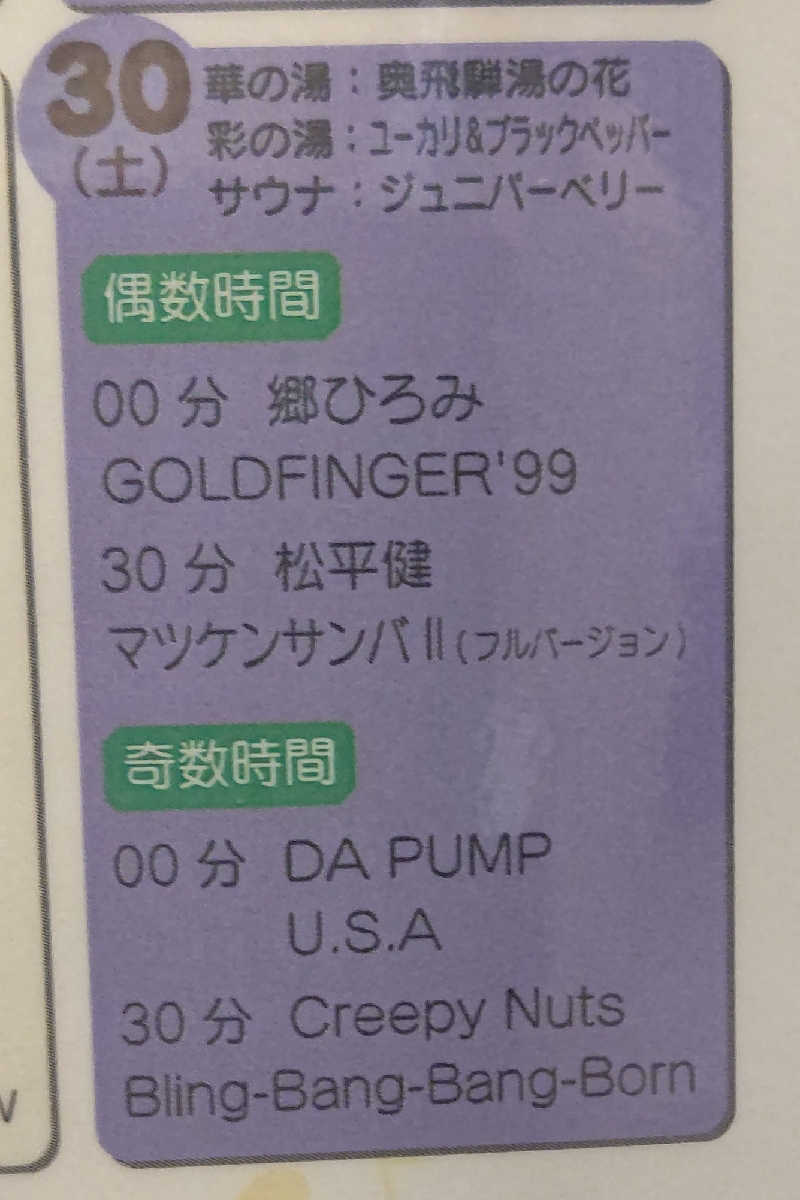 30
(土)
華の湯：奥飛騨湯の花
彩の湯：ユーカリ&ブラックペッパー
サウナ：ジュニパーベリー
偶数時間
00分 郷ひろみ
GOLDFINGER'99
30分 松平健
マツケンサンバⅡ(フルバージョン)
奇数時間
00分 DA PUMP
U.S.A
30分 Creepy Nuts
Bling-Bang-Bang-Born